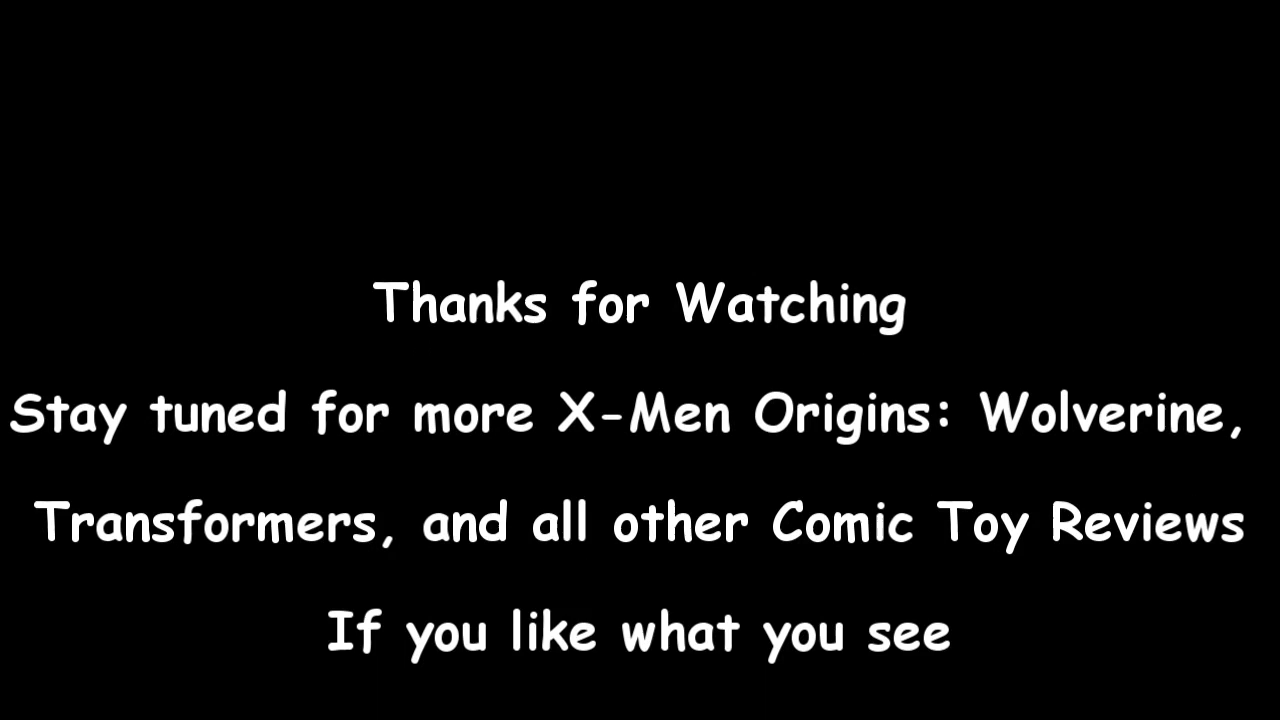 Thanks for Watching
Stay tuned for more X-Men Origins: Wolverine,
Transformers, and all other Comic Toy Reviews
If you like what you see